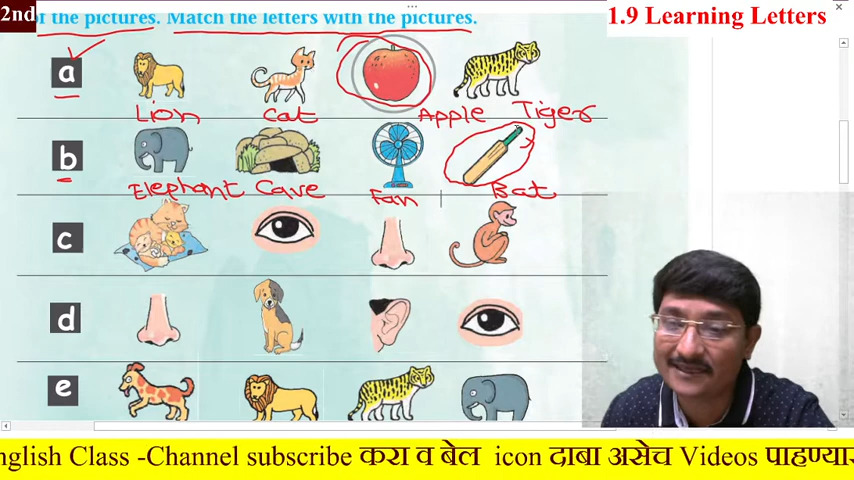 2nd
of the pictures. Match the letters with the pictures.
1.9 Learning Letters
a
Lion Cat Apple Tiger
b
Elephant Cave Fan Bat
c
d
e
nglish Class -Channel subscribe करा व बेल icon दाबा असेच Videos पाहण्यास